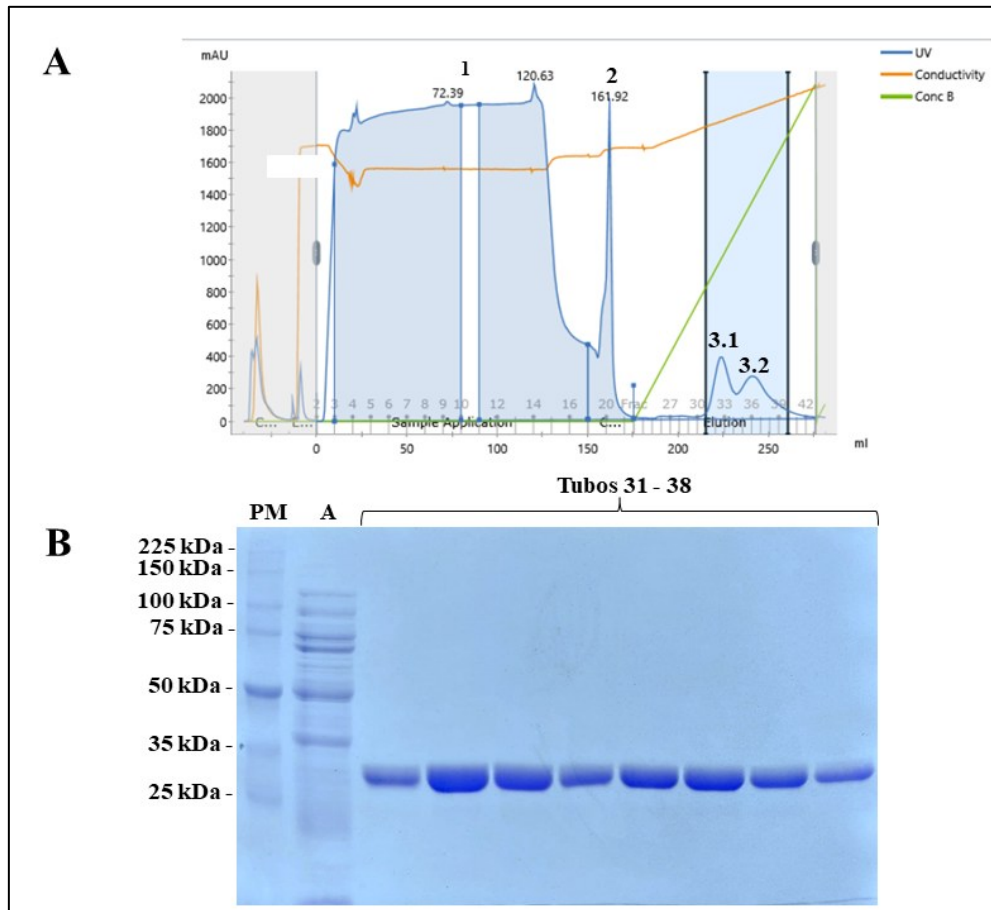 A
mAU
2000
1800
1600
1400
1200
1000
800
600
400
200
0
1
72.39
120.63
2
161.92
UV
Conductivity
Conc B
3.1
3.2
2 3 4 5 6 7 8 9 10 12 14 16 20 Frac 27 30 33 36 39 42
C... E... Sample Application C... Elution
0 50 100 150 200 250 ml
Tubos 31 - 38
B
PM A
225 kDa -
150 kDa -
100 kDa -
75 kDa -
50 kDa -
35 kDa -
25 kDa -